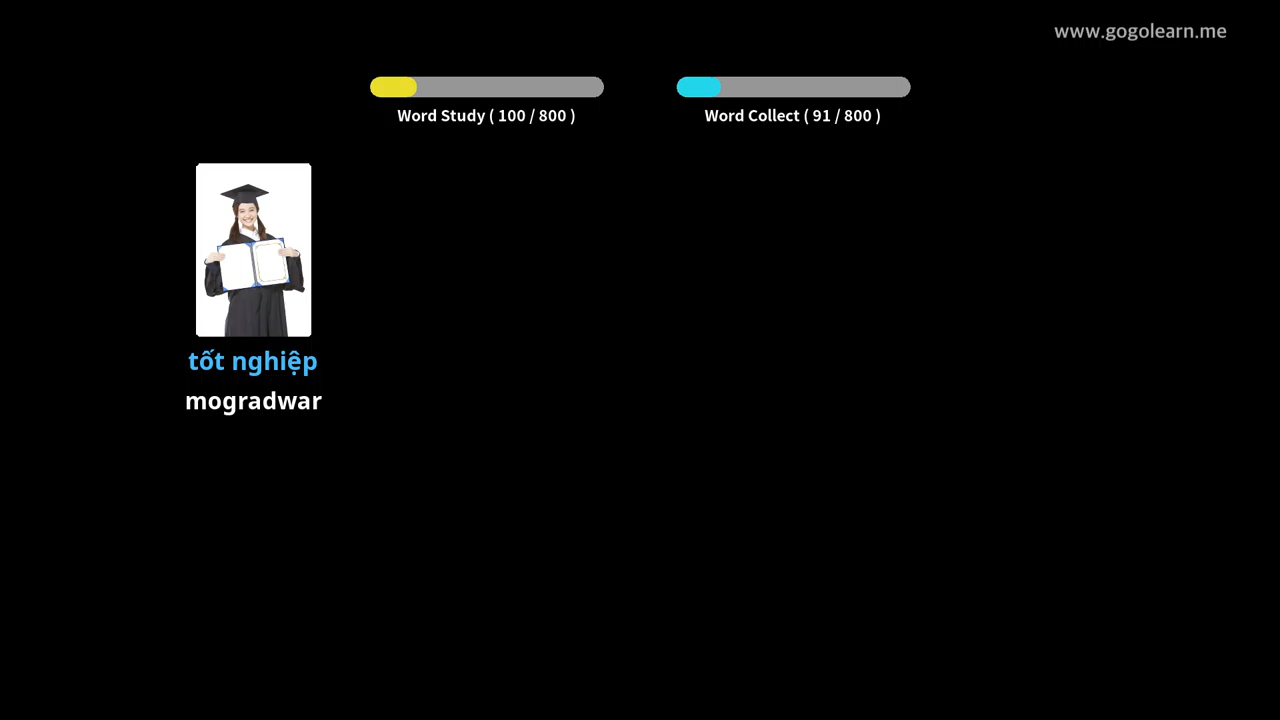 www.gogolearn.me
Word Study ( 100 / 800 )
Word Collect ( 91 / 800 )
tốt nghiệp
mogradwar